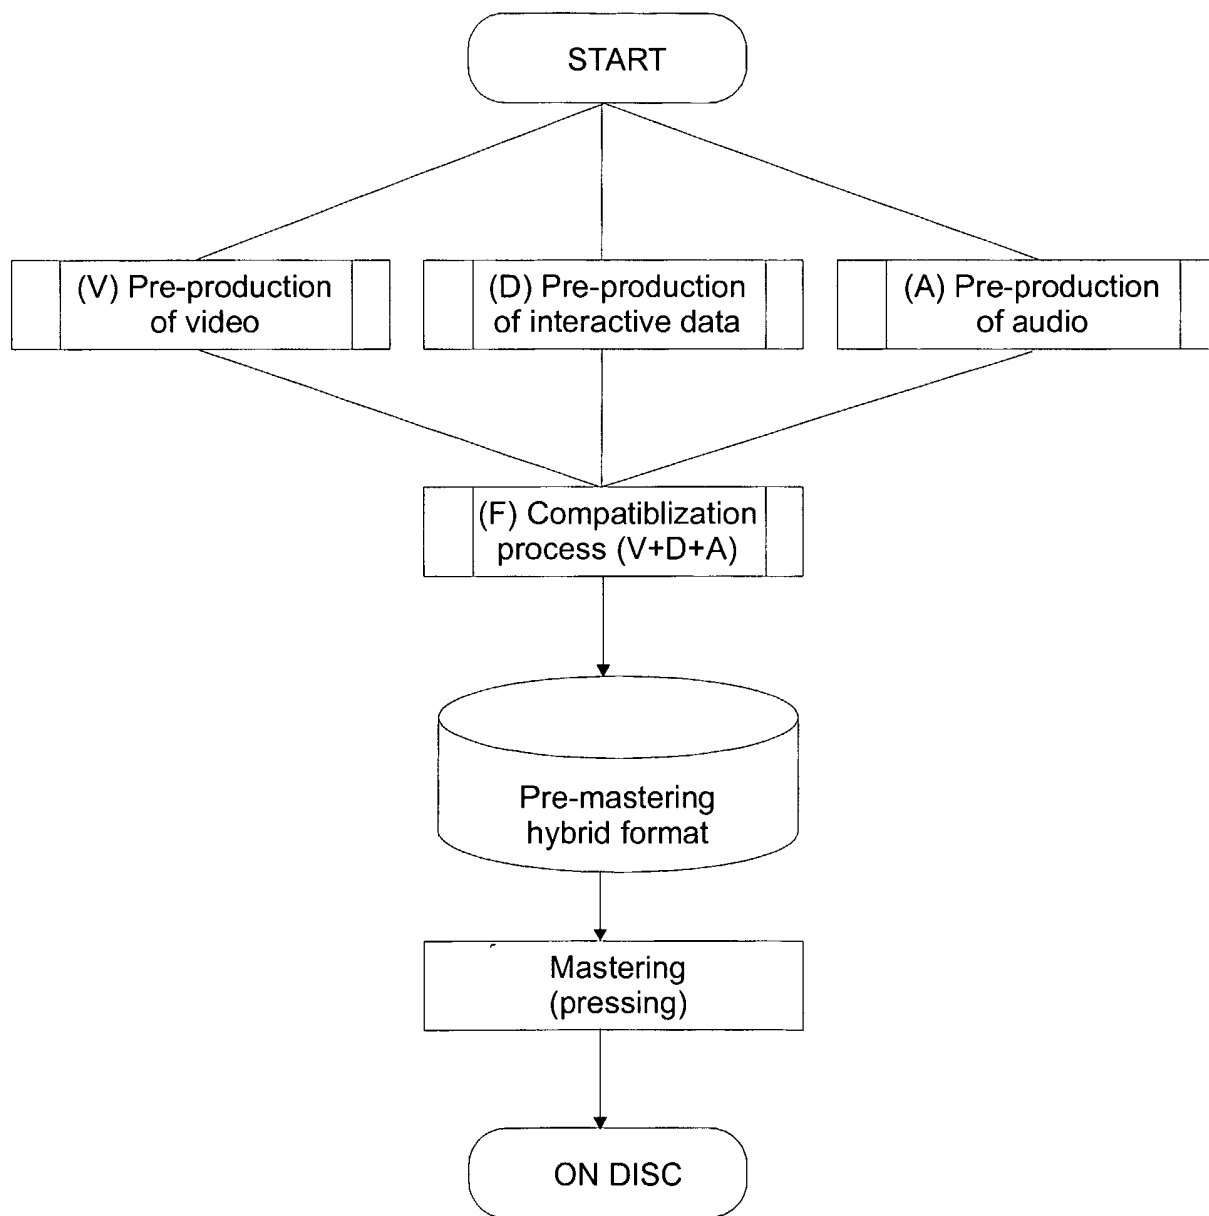 START
(V) Pre-production
of video
(D) Pre-production
of interactive data
(A) Pre-production
of audio
(F) Compatiblization
process (V+D+A)
Pre-mastering
hybrid format
Mastering
(pressing)
ON DISC